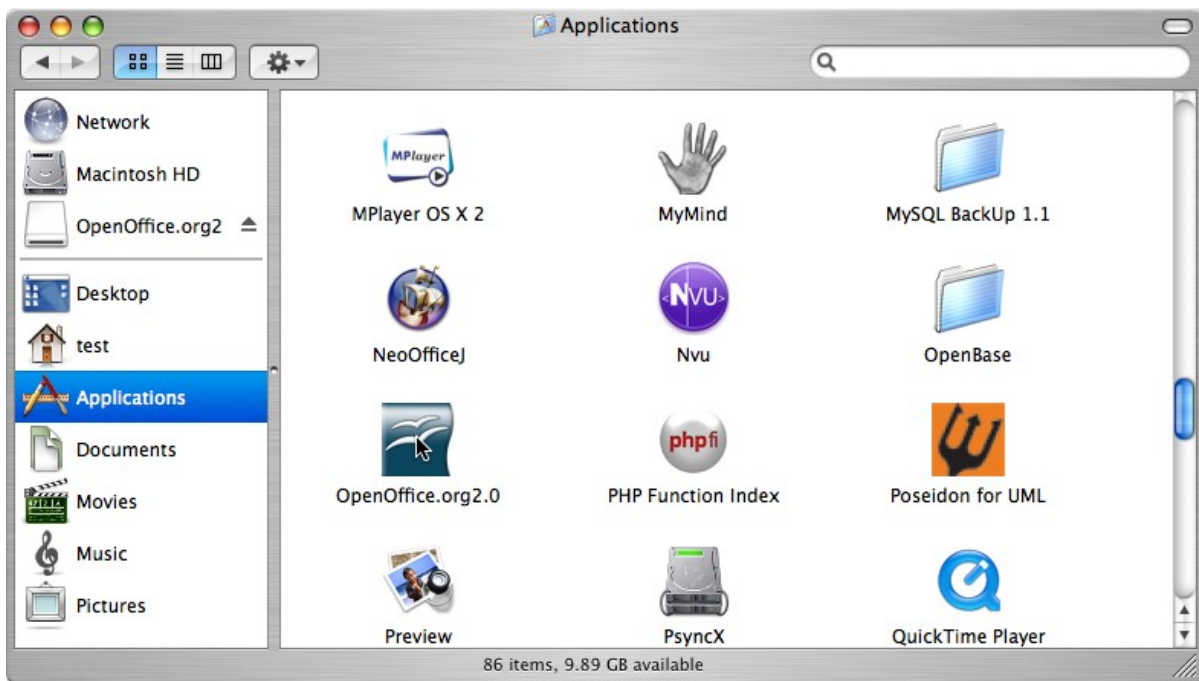 Applications
Network
Macintosh HD
OpenOffice.org2
Desktop
test
Applications
Documents
Movies
Music
Pictures
MPlayer
MPlayer OS X 2
MyMind
MySQL BackUp 1.1
<NVU>
NeoOfficeJ
Nvu
OpenBase
phpfi
OpenOffice.org2.0
PHP Function Index
Poseidon for UML
Preview
PsyncX
QuickTime Player
86 items, 9.89 GB available